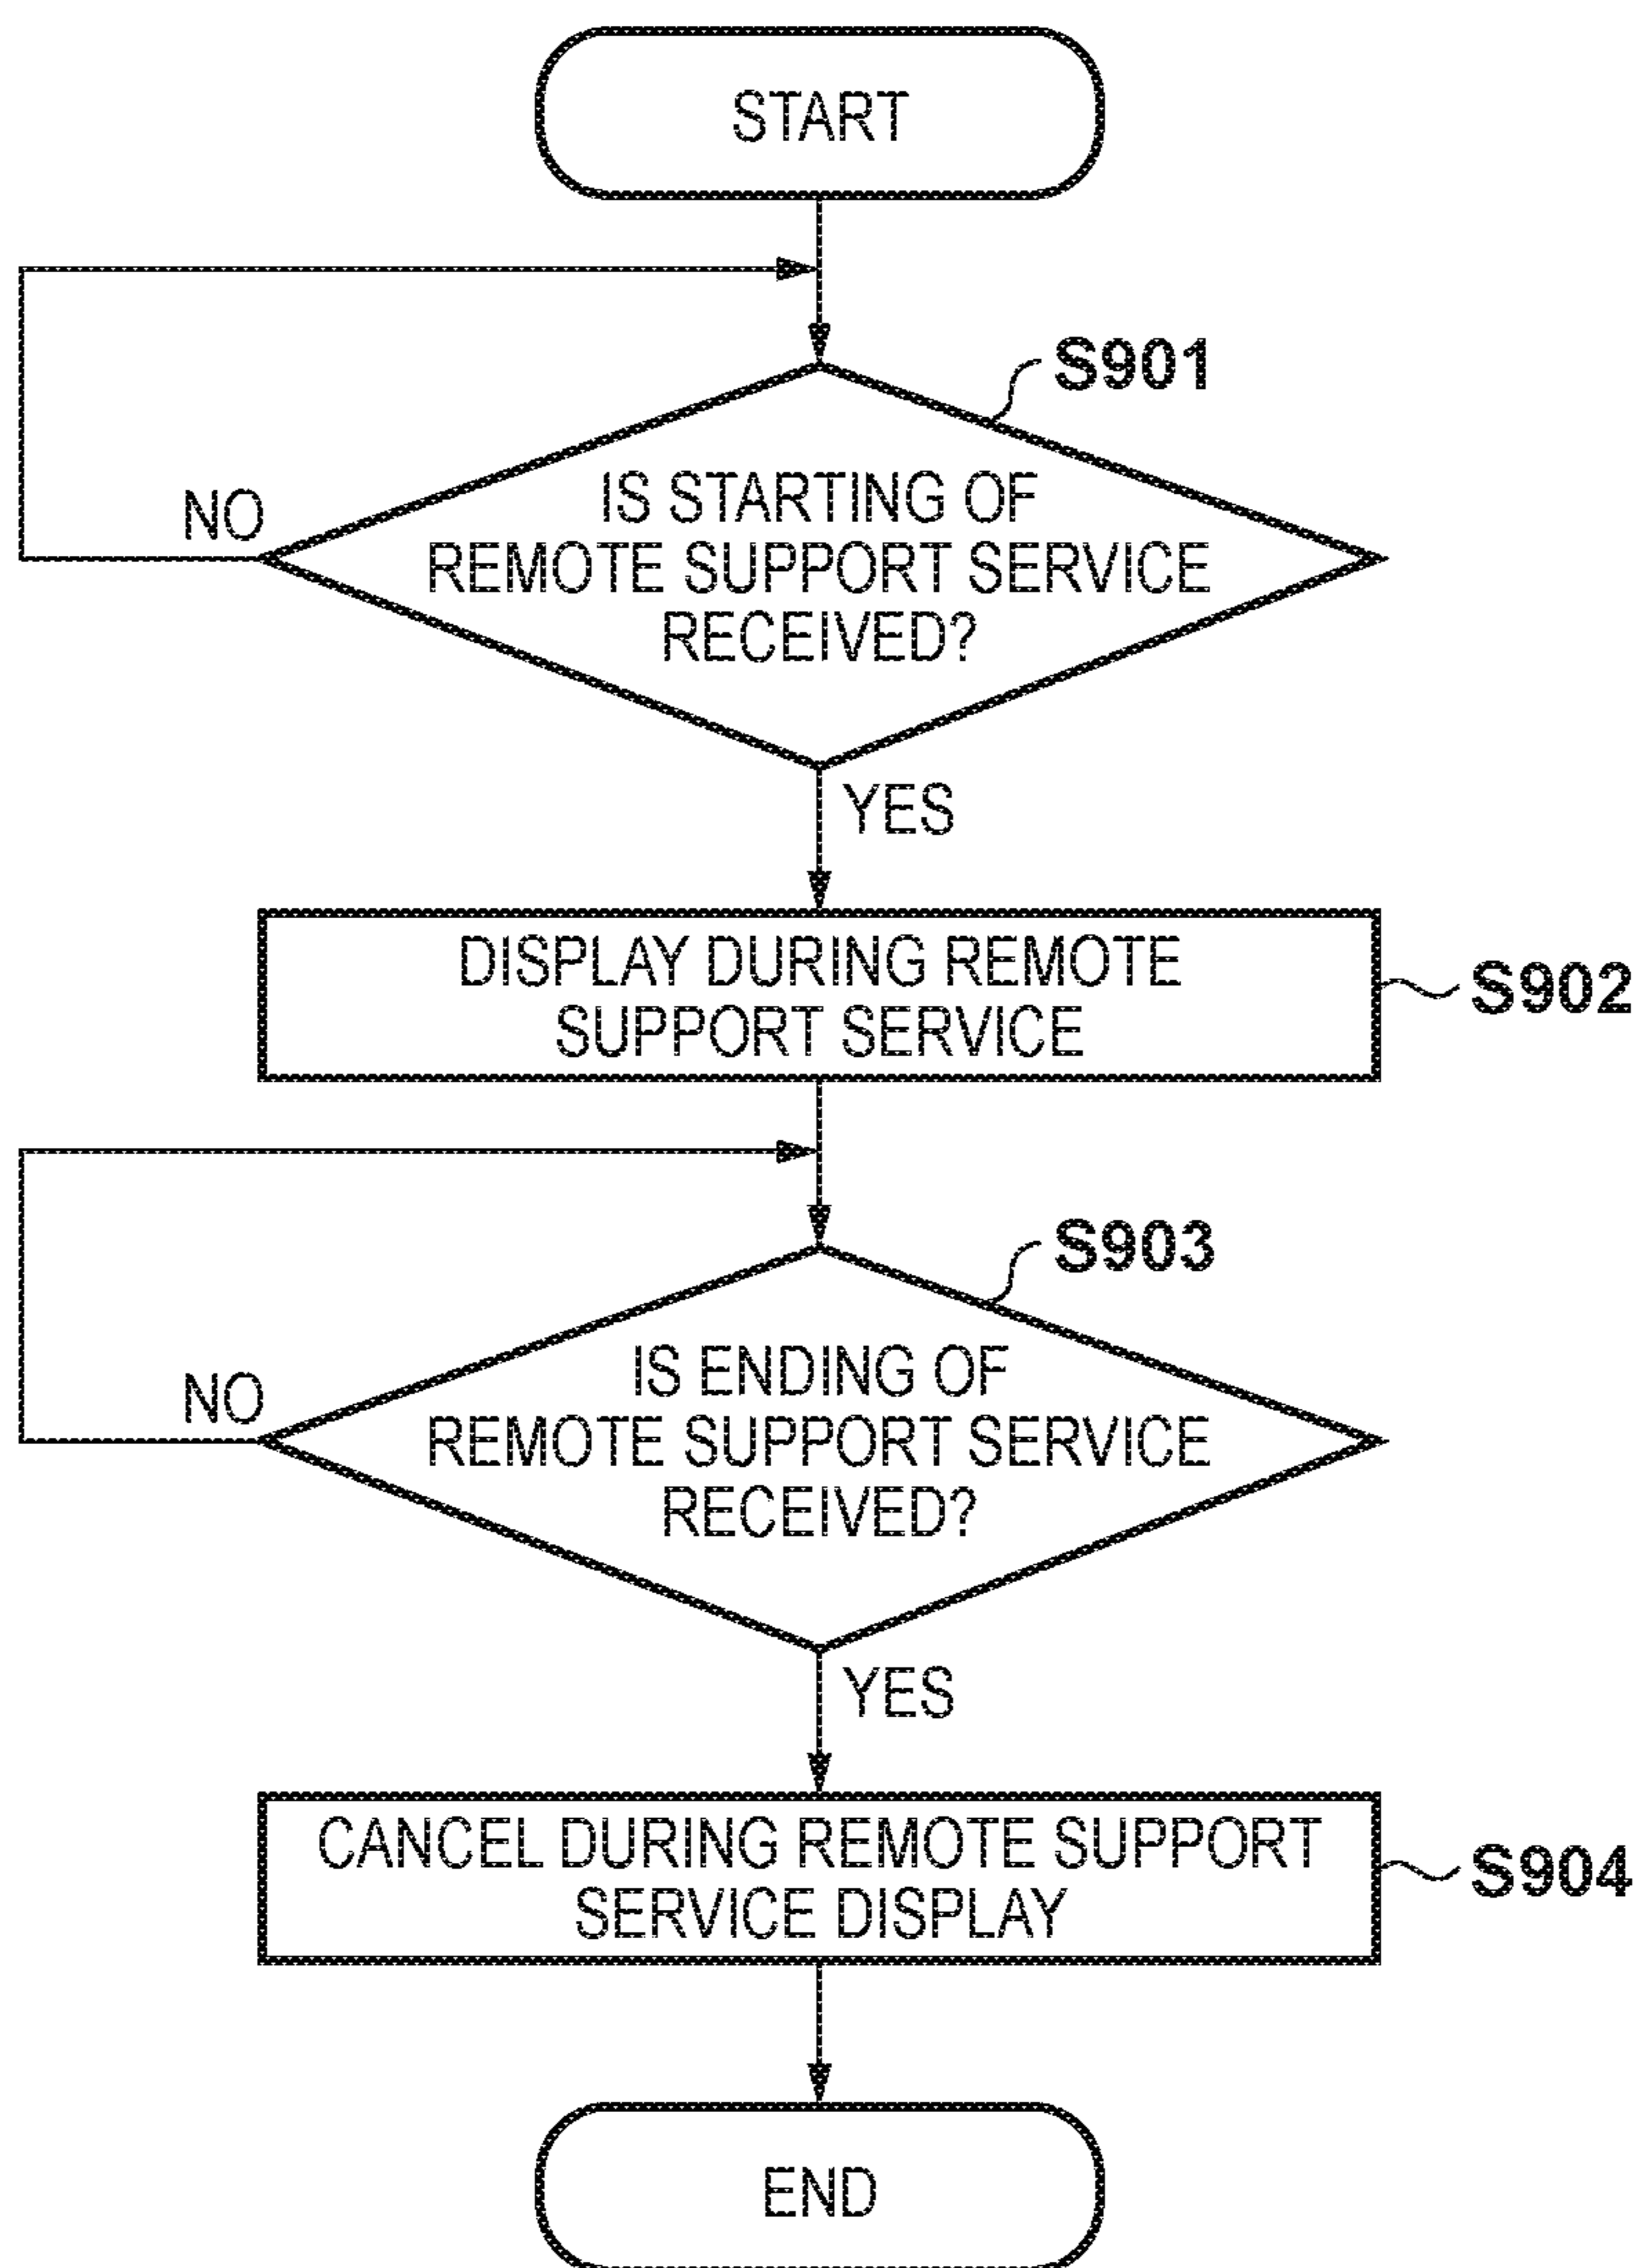 START
S901
IS STARTING OF
REMOTE SUPPORT SERVICE
RECEIVED?
NO
YES
DISPLAY DURING REMOTE
SUPPORT SERVICE
S902
S903
IS ENDING OF
REMOTE SUPPORT SERVICE
RECEIVED?
NO
YES
CANCEL DURING REMOTE SUPPORT
SERVICE DISPLAY
S904
END